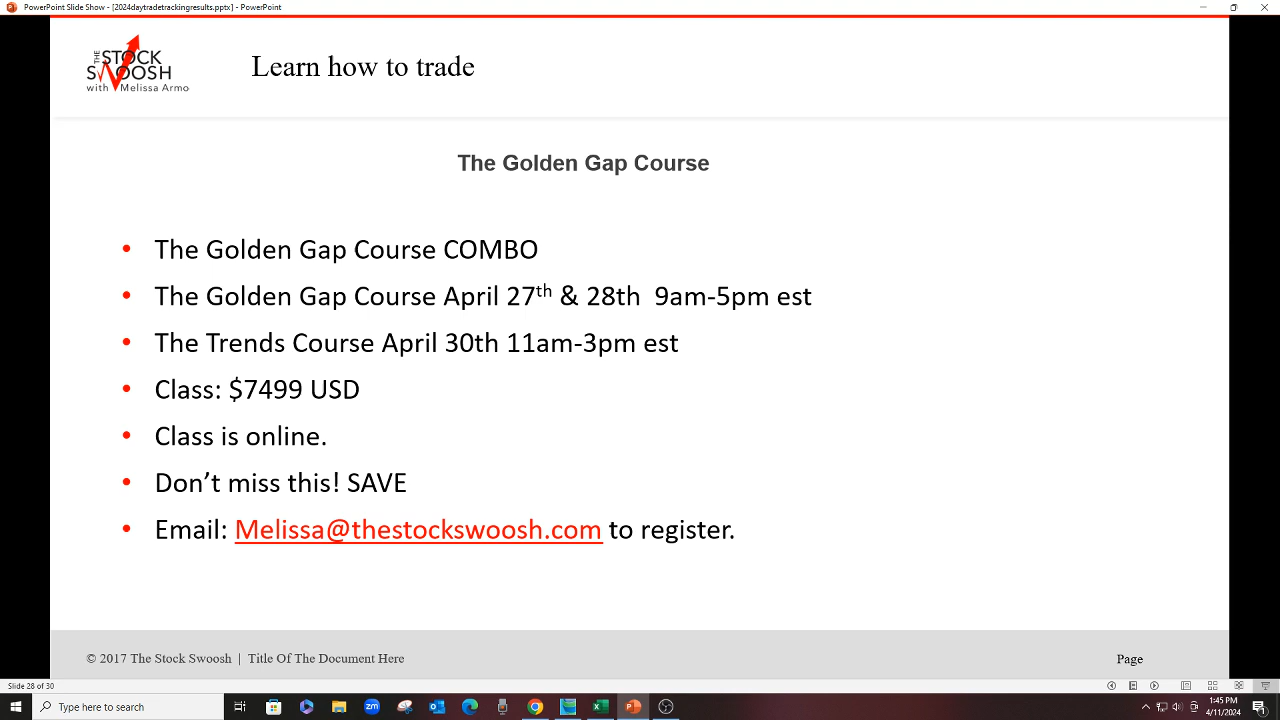 PowerPoint Slide Show - [2024daytradetrackingresults.pptx] - PowerPoint
THE STOCK
SWOOSH
with Melissa Armo
Learn how to trade
The Golden Gap Course
• The Golden Gap Course COMBO
• The Golden Gap Course April 27th & 28th 9am-5pm est
• The Trends Course April 30th 11am-3pm est
• Class: $7499 USD
• Class is online.
• Don’t miss this! SAVE
• Email: Melissa@thestockswoosh.com to register.
© 2017 The Stock Swoosh | Title Of The Document Here
Page
Slide 28 of 30
Type here to search
zm
1:45 PM
4/11/2024